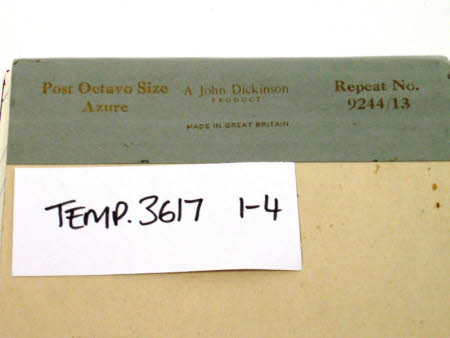 Post Octavo Size
Azure
A John Dickinson
PRODUCT
MADE IN GREAT BRITAIN
Repeat No.
9244/13
TEMP. 3617 1-4